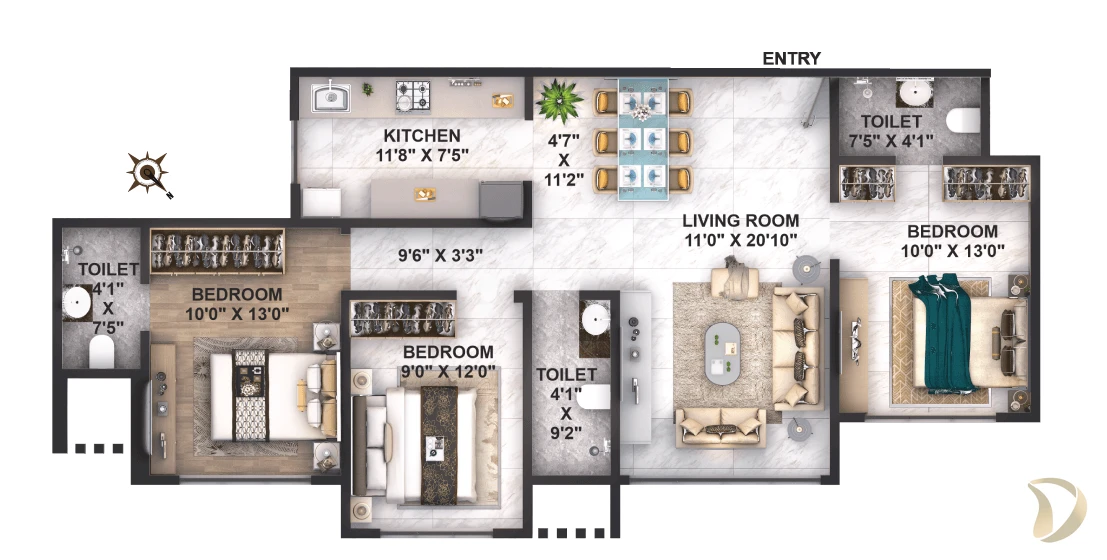 ENTRY
KITCHEN
11'8" X 7'5"
4'7"
X
11'2"
TOILET
7'5" X 4'1"
LIVING ROOM
11'0" X 20'10"
BEDROOM
10'0" X 13'0"
9'6" X 3'3"
TOILET
4'1"
X
7'5"
BEDROOM
10'0" X 13'0"
BEDROOM
9'0" X 12'0"
TOILET
4'1"
X
9'2"
N